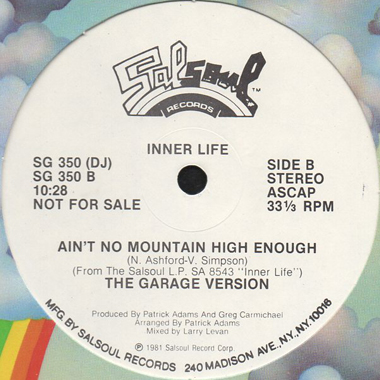 Salsoul TM
RECORDS
INNER LIFE
SG 350 (DJ)
SG 350 B
10:28
NOT FOR SALE
SIDE B
STEREO
ASCAP
33⅓ RPM
AIN'T NO MOUNTAIN HIGH ENOUGH
(N. Ashford-V. Simpson)
(From The Salsoul L.P. SA 8543 "Inner Life")
THE GARAGE VERSION
Produced By Patrick Adams and Greg Carmichael
Arranged By Patrick Adams
Mixed by Larry Levan
℗ 1981 Salsoul Record Corp.
MFG. BY SALSOUL RECORDS 240 MADISON AVE., N.Y., N.Y. 10016